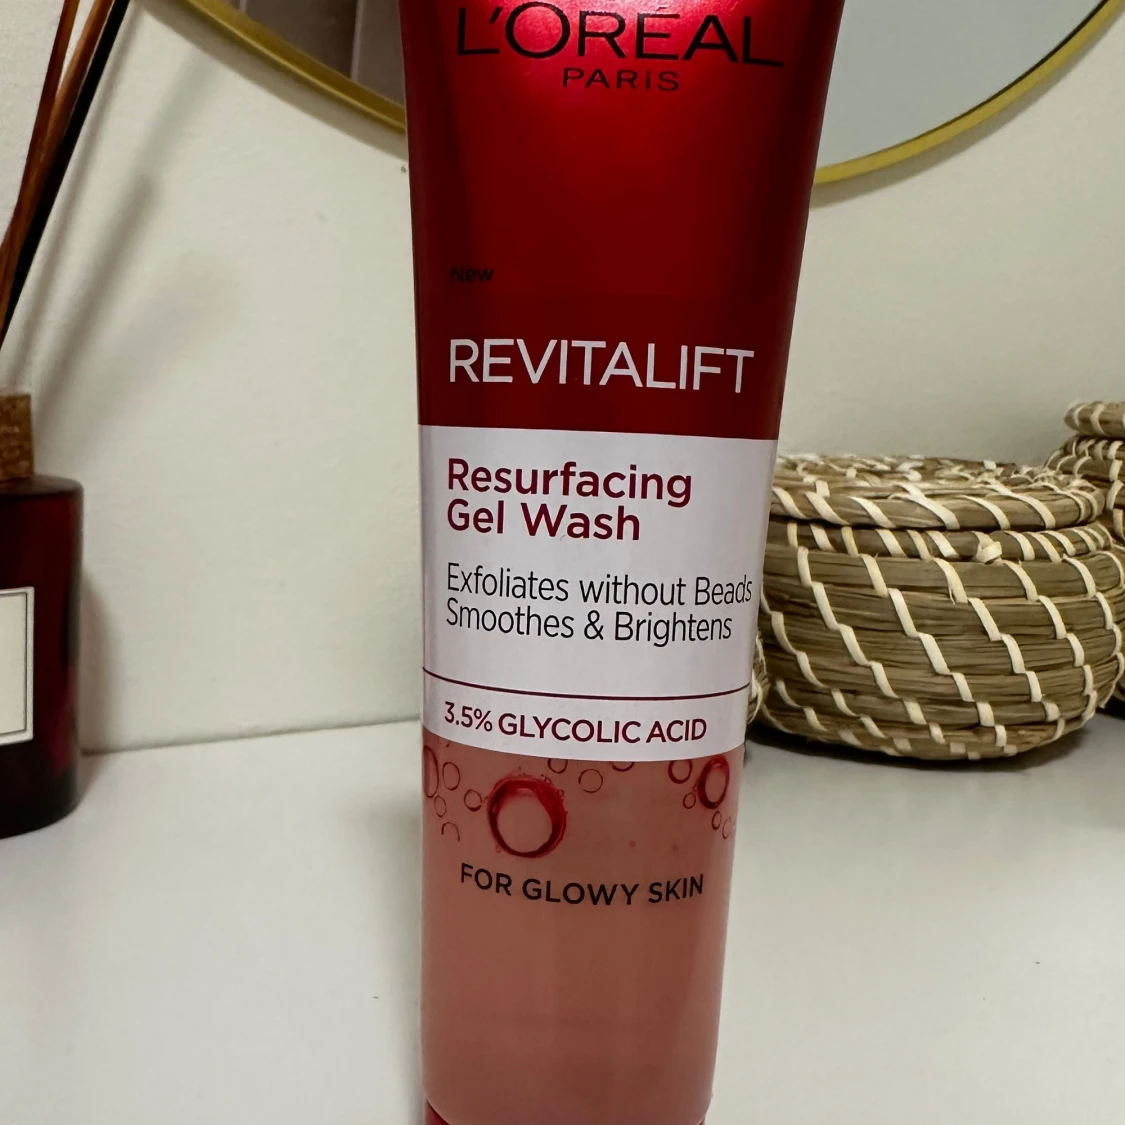 L'ORÉAL
PARIS
New
REVITALIFT
Resurfacing
Gel Wash
Exfoliates without Beads
Smoothes & Brightens
3.5% GLYCOLIC ACID
FOR GLOWY SKIN